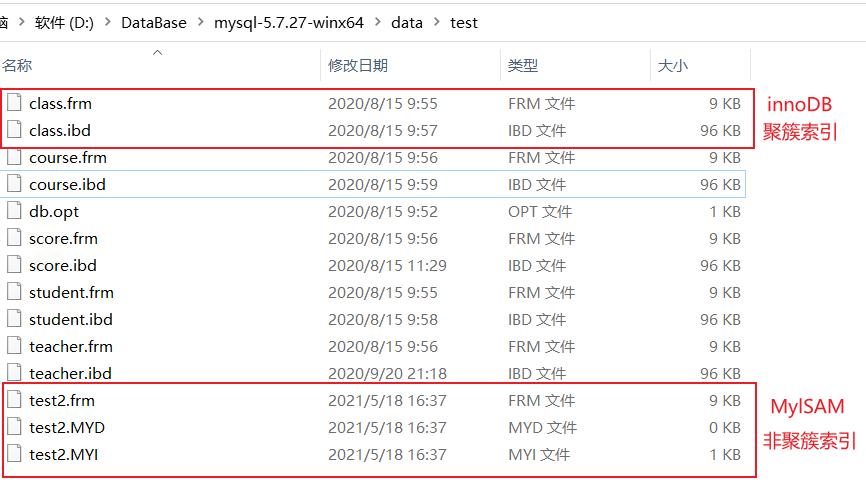 脑 > 软件 (D:) > DataBase > mysql-5.7.27-winx64 > data > test
名称 修改日期 类型 大小
class.frm 2020/8/15 9:55 FRM 文件 9 KB
class.ibd 2020/8/15 9:57 IBD 文件 96 KB
innoDB
聚簇索引
course.frm 2020/8/15 9:56 FRM 文件 9 KB
course.ibd 2020/8/15 9:59 IBD 文件 96 KB
db.opt 2020/8/15 9:52 OPT 文件 1 KB
score.frm 2020/8/15 9:56 FRM 文件 9 KB
score.ibd 2020/8/15 11:29 IBD 文件 96 KB
student.frm 2020/8/15 9:55 FRM 文件 9 KB
student.ibd 2020/8/15 9:58 IBD 文件 96 KB
teacher.frm 2020/8/15 9:56 FRM 文件 9 KB
teacher.ibd 2020/9/20 21:18 IBD 文件 96 KB
test2.frm 2021/5/18 16:37 FRM 文件 9 KB
test2.MYD 2021/5/18 16:37 MYD 文件 0 KB
test2.MYI 2021/5/18 16:37 MYI 文件 1 KB
MylSAM
非聚簇索引